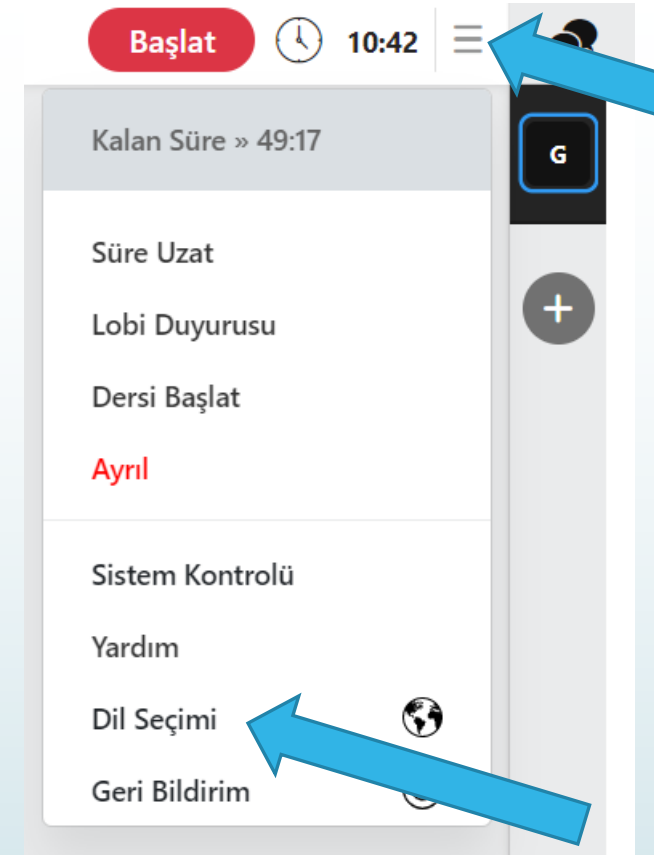 Başlat 10:42
Kalan Süre » 49:17
G
Süre Uzat
Lobi Duyurusu
Dersi Başlat
Ayrıl
Sistem Kontrolü
Yardım
Dil Seçimi
Geri Bildirim